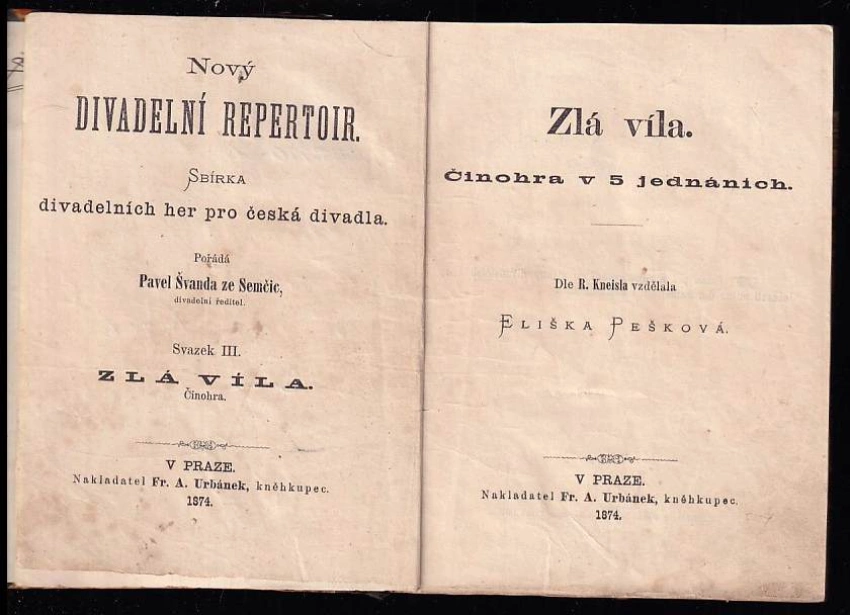 Nový
DIVADELNÍ REPERTOIR.
SBÍRKA
divadelních her pro česká divadla.
Pořádá
Pavel Švanda ze Semčic,
divadelní ředitel.
Svazek III.
ZLÁ VÍLA.
Činohra.
V PRAZE.
Nakladatel Fr. A. Urbánek, kněhkupec.
1874.
Zlá víla.
Činohra v 5 jednáních.
Dle R. Kneisla vzdělala
ELIŠKA PEŠKOVÁ.
V PRAZE.
Nakladatel Fr. A. Urbánek, kněhkupec.
1874.